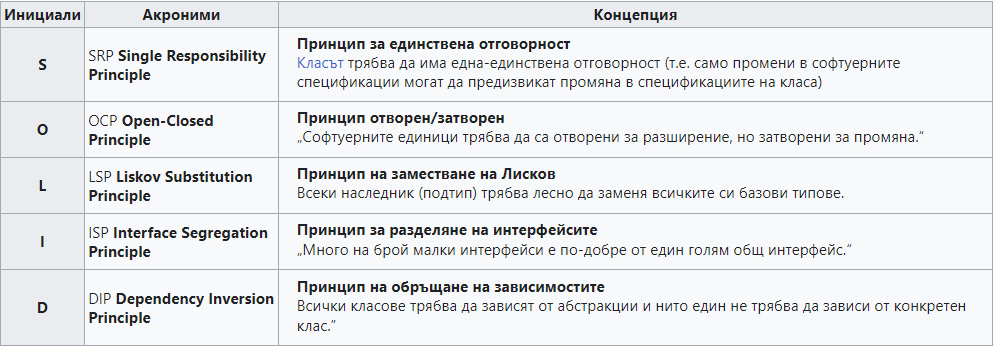 Инициали Акроними Концепция
S
SRP Single Responsibility
Principle
Принцип за единствена отговорност
Класът трябва да има една-единствена отговорност (т.е. само промени в софтуерните
спецификации могат да предизвикат промяна в спецификациите на класа)
O
OCP Open-Closed
Principle
Принцип отворен/затворен
„Софтуерните единици трябва да са отворени за разширение, но затворени за промяна.“
L
LSP Liskov Substitution
Principle
Принцип на заместване на Лисков
Всеки наследник (подтип) трябва лесно да заменя всичките си базови типове.
I
ISP Interface Segregation
Principle
Принцип за разделяне на интерфейсите
„Много на брой малки интерфейси е по-добре от един голям общ интерфейс.“
D
DIP Dependency Inversion
Principle
Принцип на обръщане на зависимостите
Всички класове трябва да зависят от абстракции и нито един не трябва да зависи от конкретен
клас.“